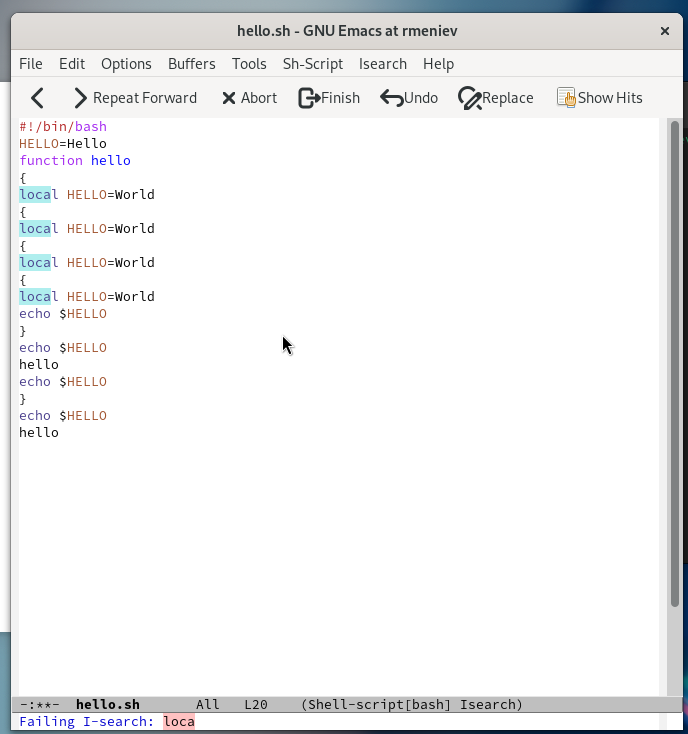 hello.sh - GNU Emacs at rmeniev ×
File Edit Options Buffers Tools Sh-Script Isearch Help
Repeat Forward Abort Finish Undo Replace Show Hits
#!/bin/bash
HELLO=Hello
function hello
{
local HELLO=World
{
local HELLO=World
{
local HELLO=World
{
local HELLO=World
echo $HELLO
}
echo $HELLO
hello
echo $HELLO
}
echo $HELLO
hello
-:**- hello.sh All L20 (Shell-script[bash] Isearch)
Failing I-search: loca